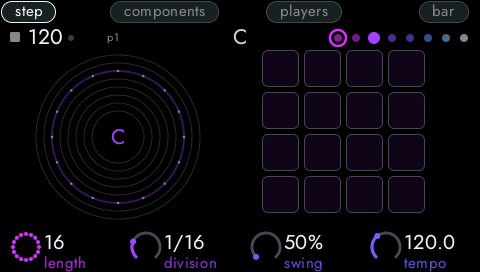 step components players bar
120 p1 C
C
16 1/16 50% 120.0
length division swing tempo